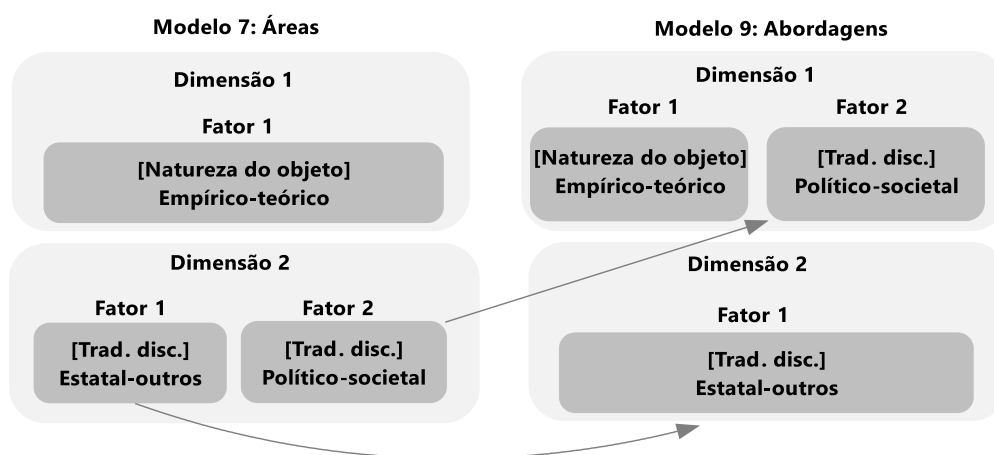 Modelo 7: Áreas
Dimensão 1
Fator 1
[Natureza do objeto]
Empírico-teórico
Dimensão 2
Fator 1
[Trad. disc.]
Estatal-outros
Fator 2
[Trad. disc.]
Político-societal
Modelo 9: Abordagens
Dimensão 1
Fator 1
[Natureza do objeto]
Empírico-teórico
Fator 2
[Trad. disc.]
Político-societal
Dimensão 2
Fator 1
[Trad. disc.]
Estatal-outros